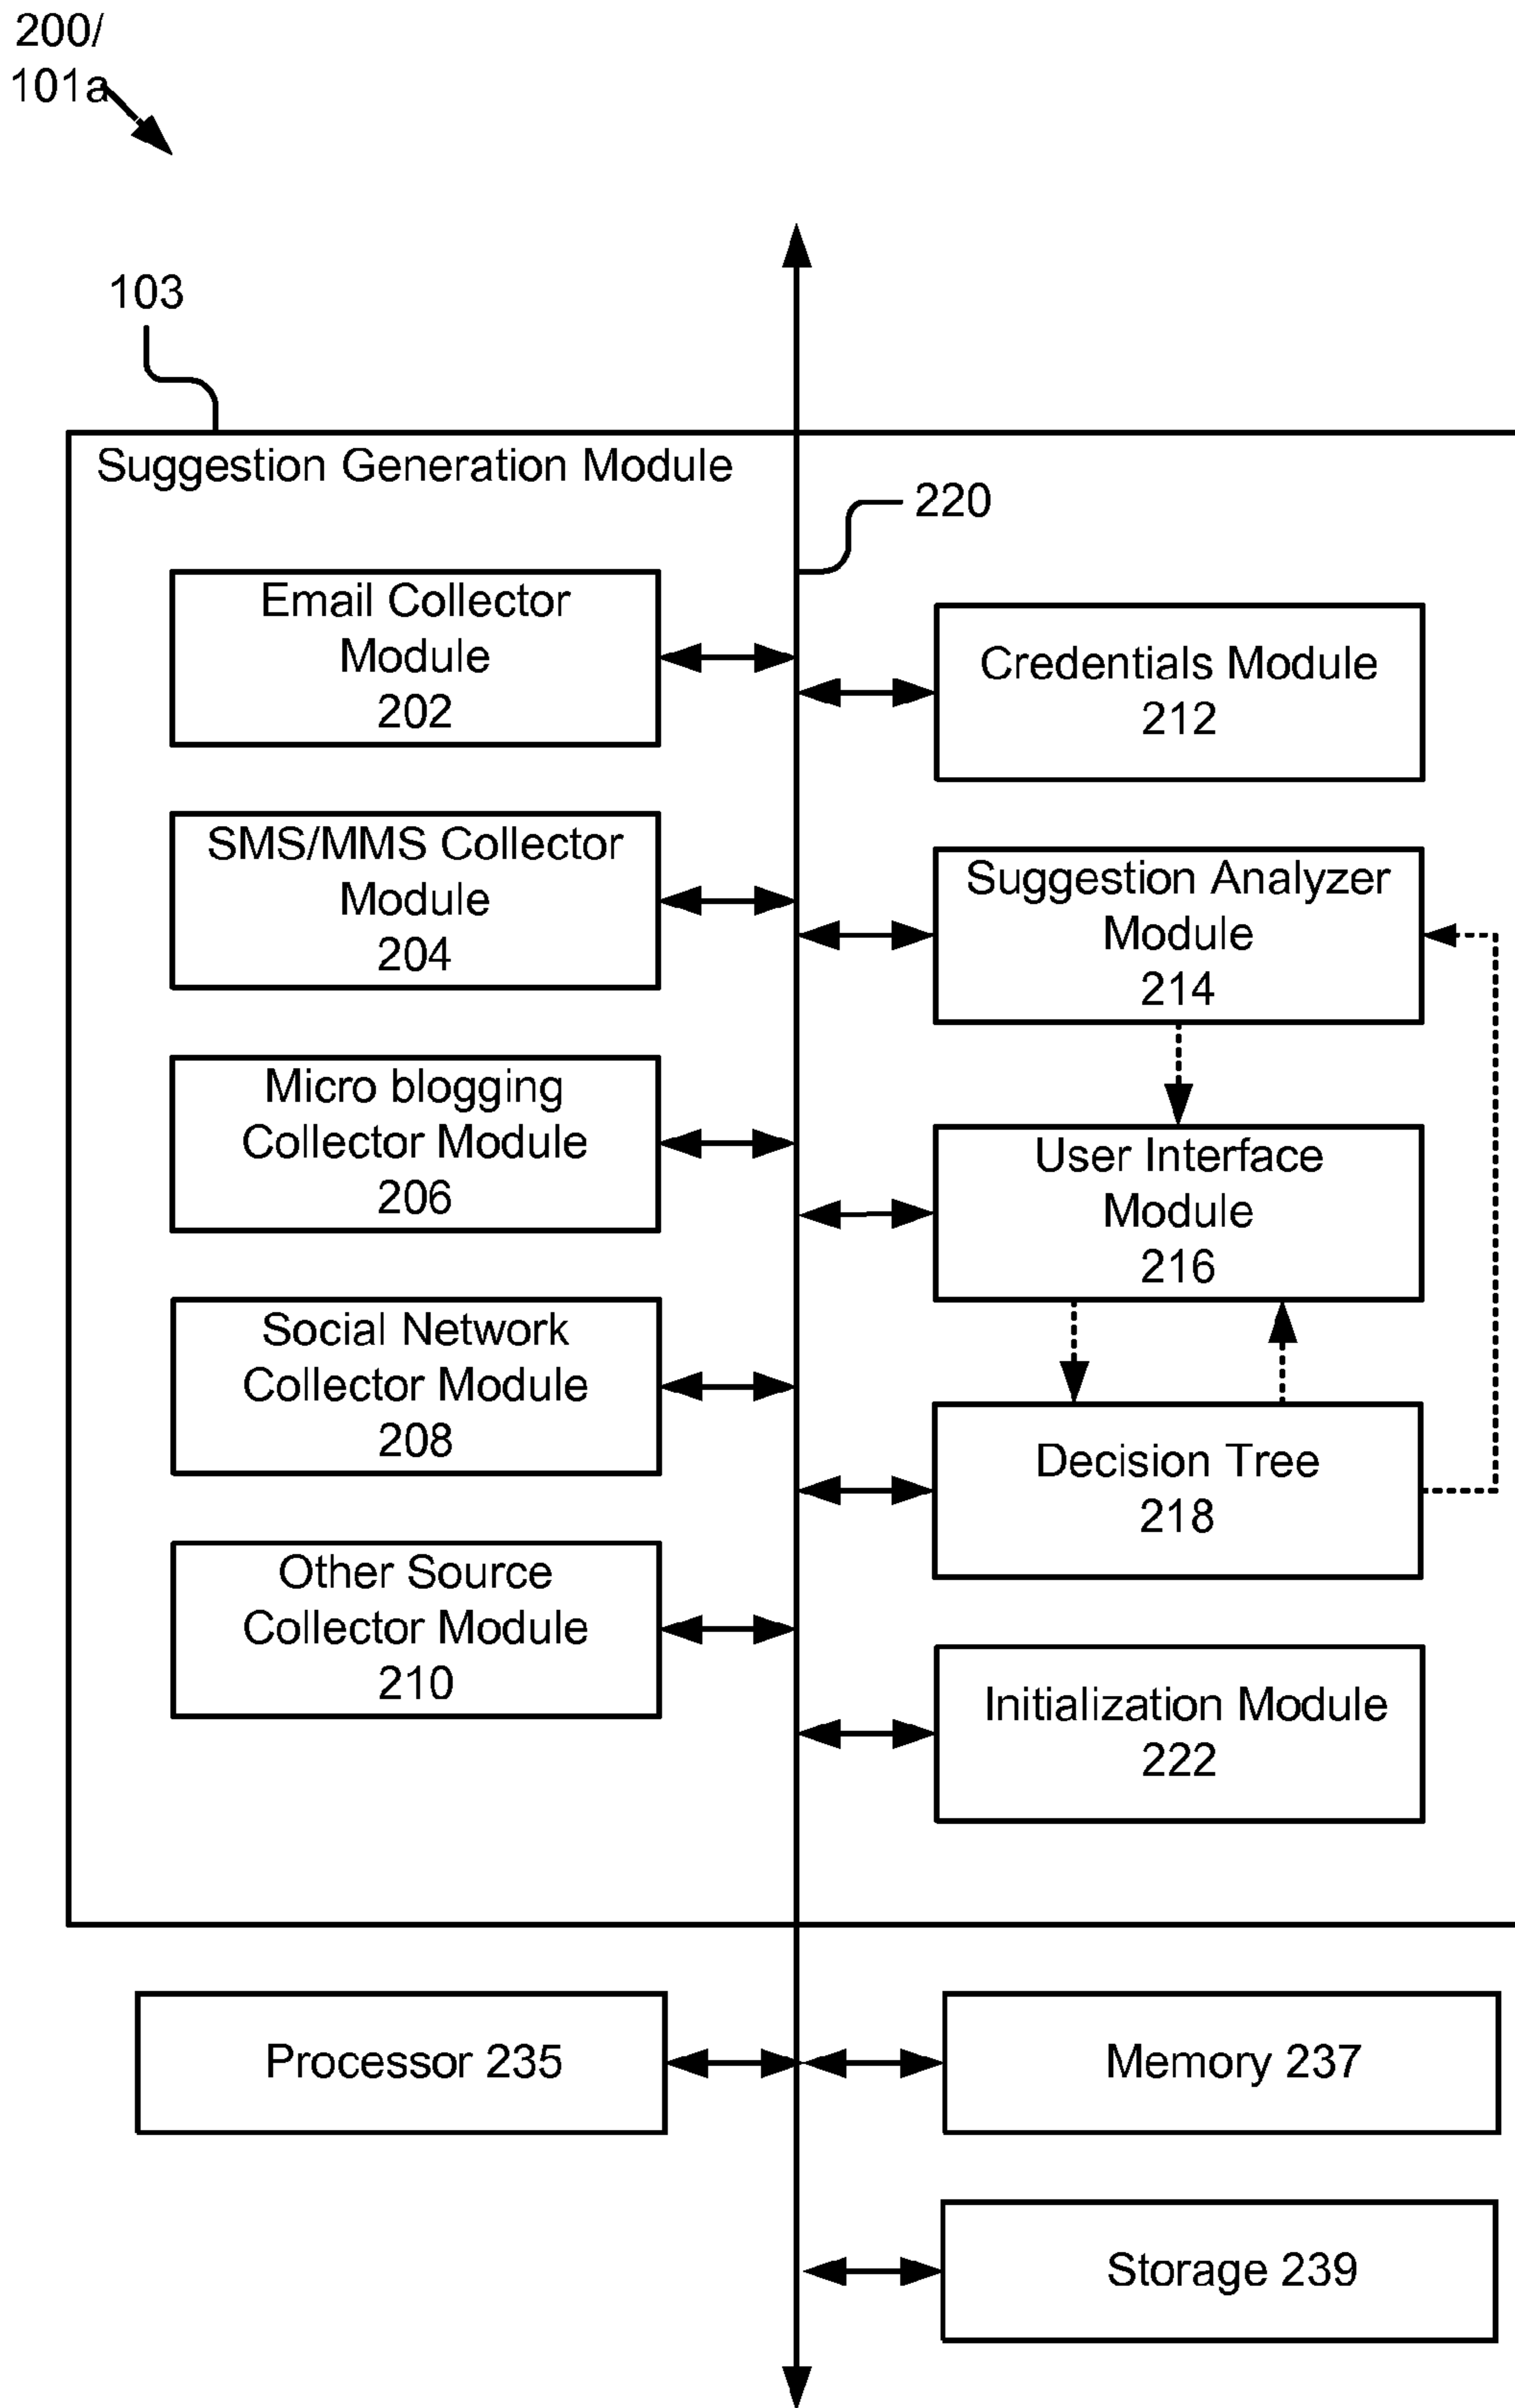 200/
101a
103
Suggestion Generation Module
220
Email Collector
Module
202
SMS/MMS Collector
Module
204
Micro blogging
Collector Module
206
Social Network
Collector Module
208
Other Source
Collector Module
210
Credentials Module
212
Suggestion Analyzer
Module
214
User Interface
Module
216
Decision Tree
218
Initialization Module
222
Processor 235
Memory 237
Storage 239